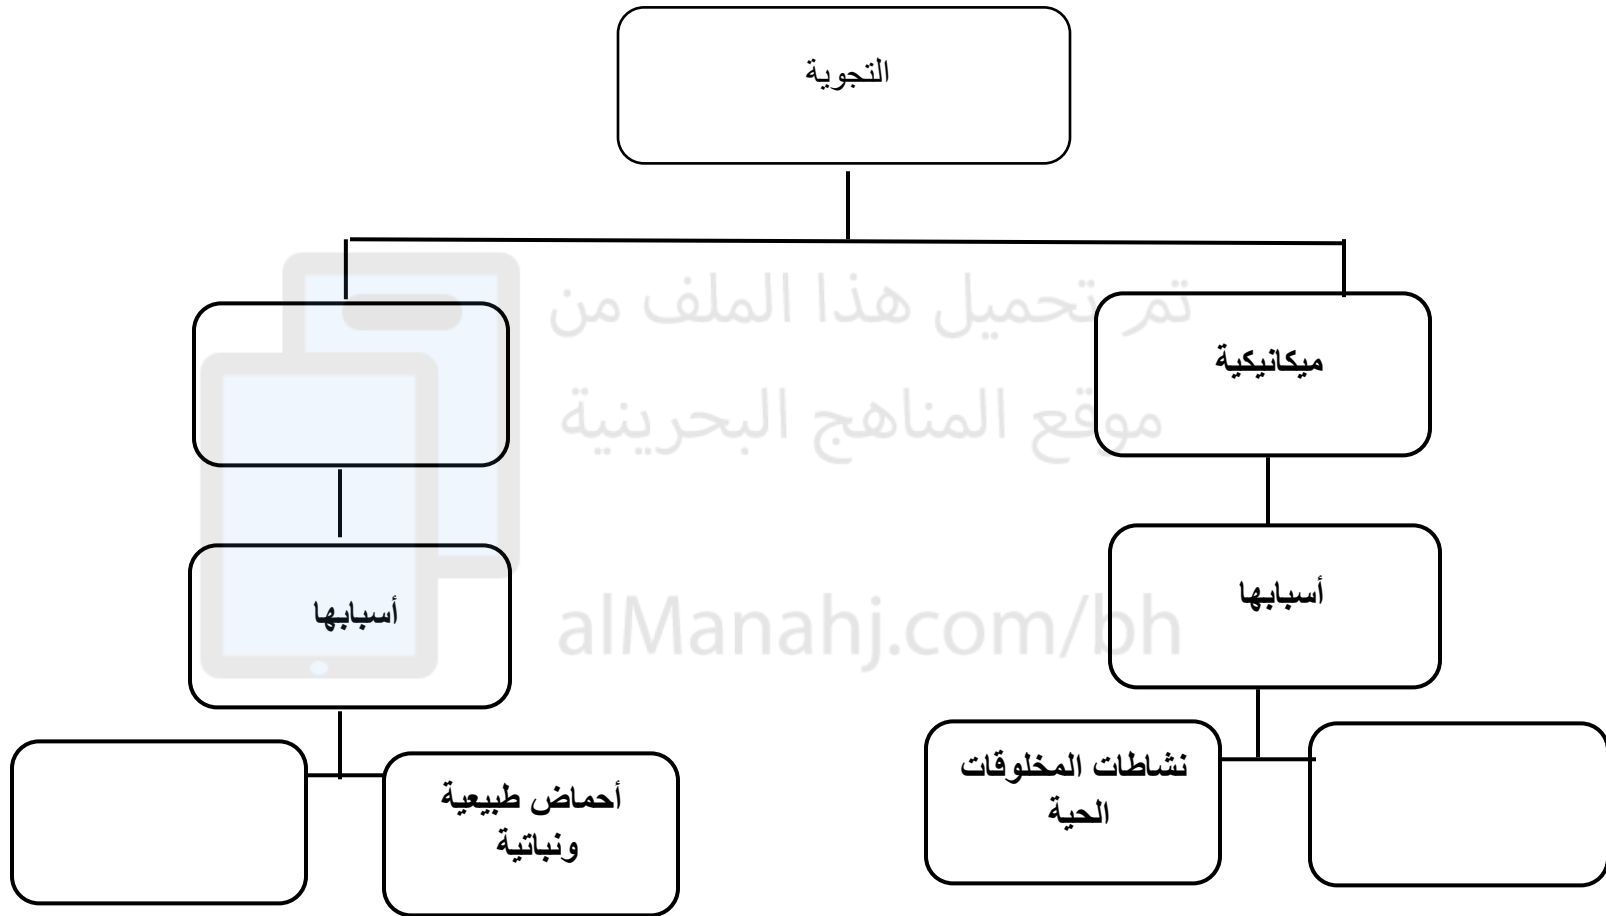 التجوية
تم تحميل هذا الملف من
ميكانيكية
موقع المناهج البحرينية
أسبابها
أسبابها
alManahj.com/bh
نشاطات المخلوقات
الحية
أحماض طبيعية
ونباتية